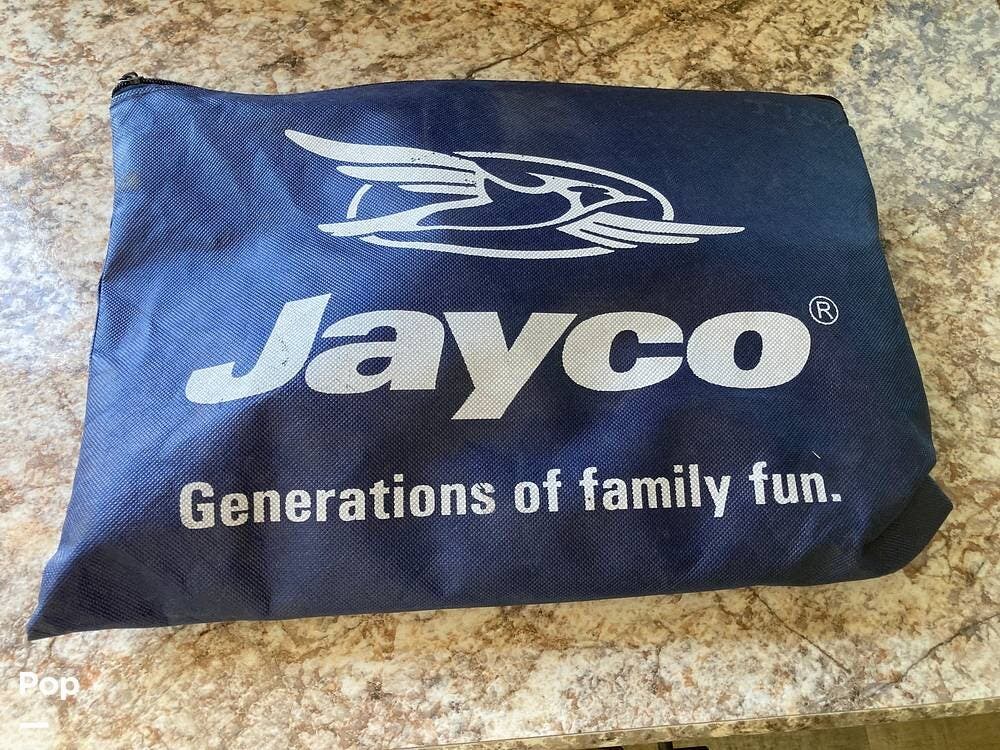 Jayco®
Generations of family fun.
Pop